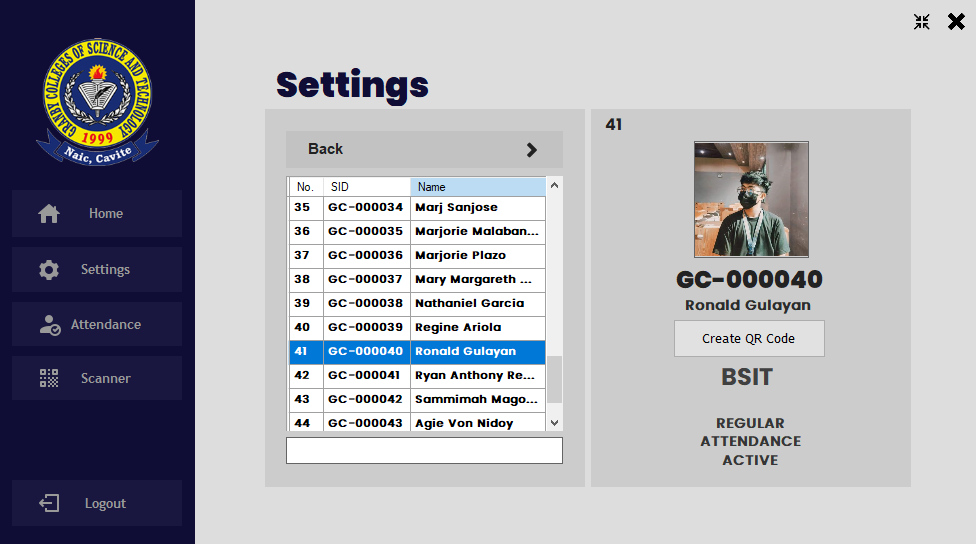 GRANBY COLLEGES OF SCIENCE AND TECHNOLOGY
1999
Naic, Cavite
Home
Settings
Attendance
Scanner
Logout
Settings
Back
No. SID Name
35 GC-000034 Marj Sanjose
36 GC-000035 Marjorie Malaban...
37 GC-000036 Marjorie Plazo
38 GC-000037 Mary Margareth ...
39 GC-000038 Nathaniel Garcia
40 GC-000039 Regine Ariola
41 GC-000040 Ronald Gulayan
42 GC-000041 Ryan Anthony Re...
43 GC-000042 Sammimah Mago...
44 GC-000043 Agie Von Nidoy
41
GC-000040
Ronald Gulayan
Create QR Code
BSIT
REGULAR
ATTENDANCE
ACTIVE